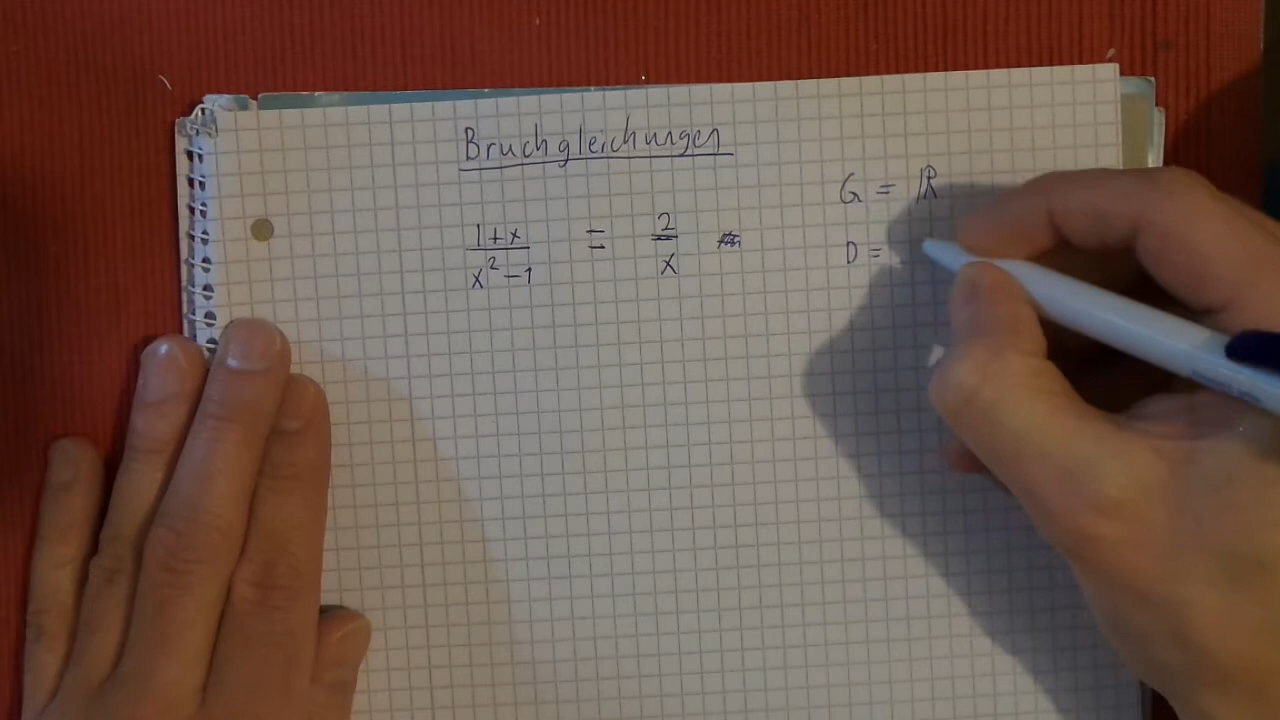 Bruchgleichungen
G = ℝ
1+x / x²-1 = 2 / x
D =